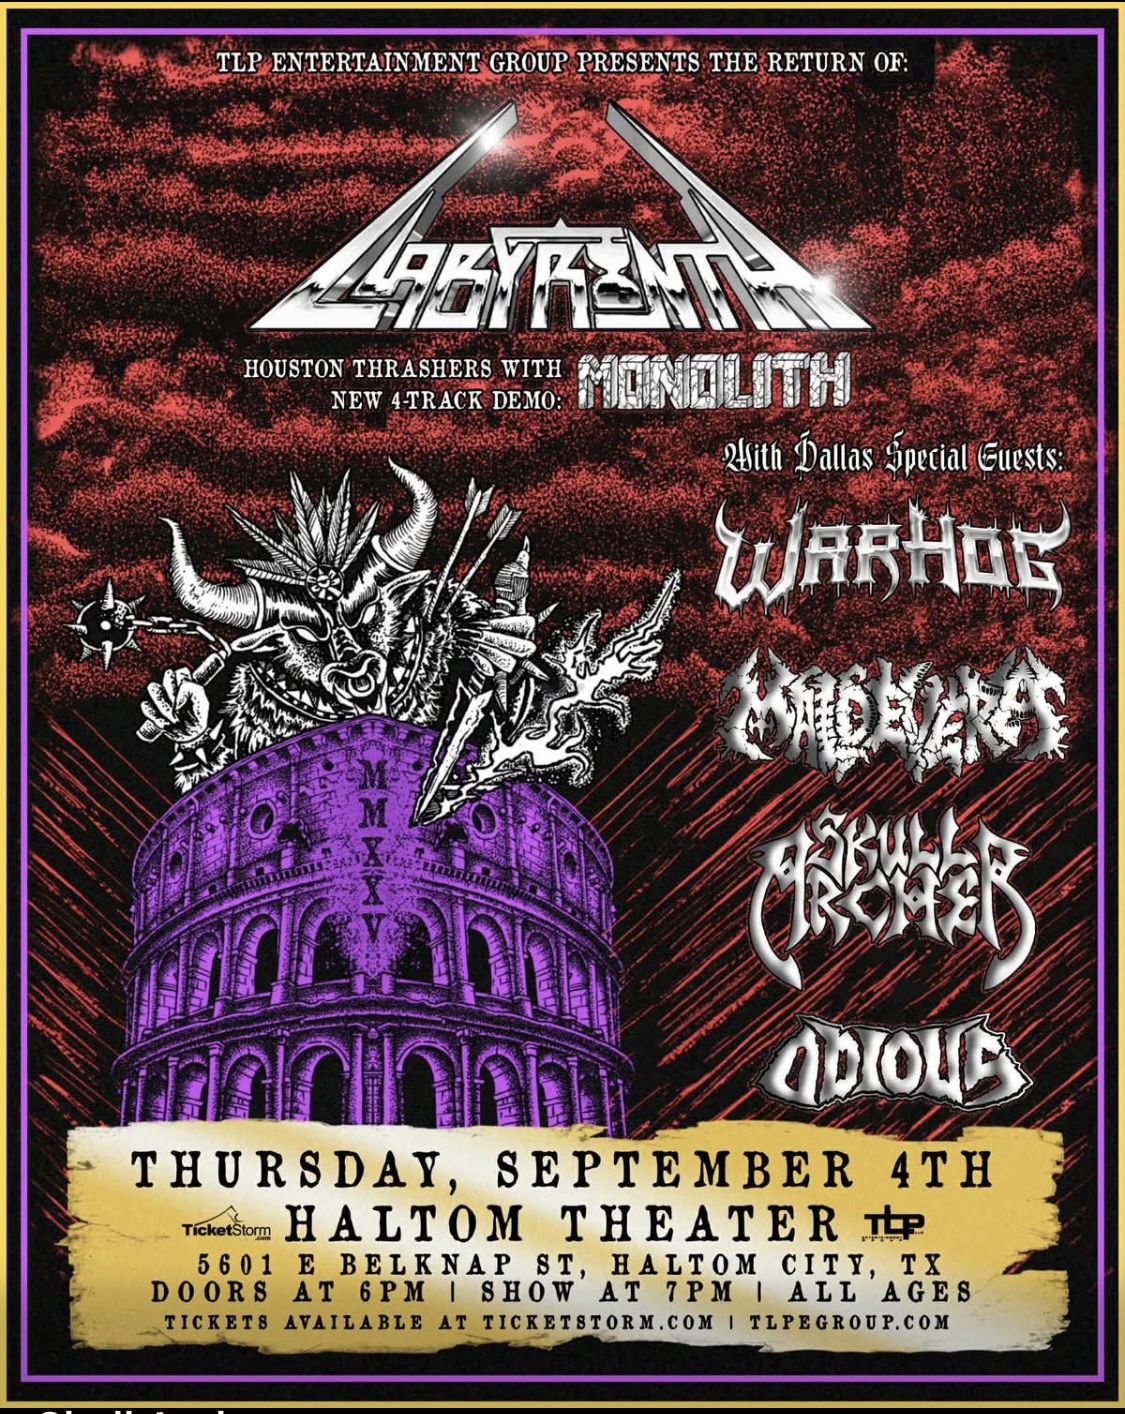 TLP ENTERTAINMENT GROUP PRESENTS THE RETURN OF:
LABYRINTH
HOUSTON THRASHERS WITH
NEW 4-TRACK DEMO:
MONOLITH
With Dallas Special Guests:
WARHOG
MALDEVERA
SKULL
ARCHER
ODIOUS
MMXXV
THURSDAY, SEPTEMBER 4TH
TicketStorm
.com
HALTOM THEATER
TLP
5601 E BELKNAP ST, HALTOM CITY, TX
DOORS AT 6PM | SHOW AT 7PM | ALL AGES
TICKETS AVAILABLE AT TICKETSTORM.COM | TLPEGROUP.COM